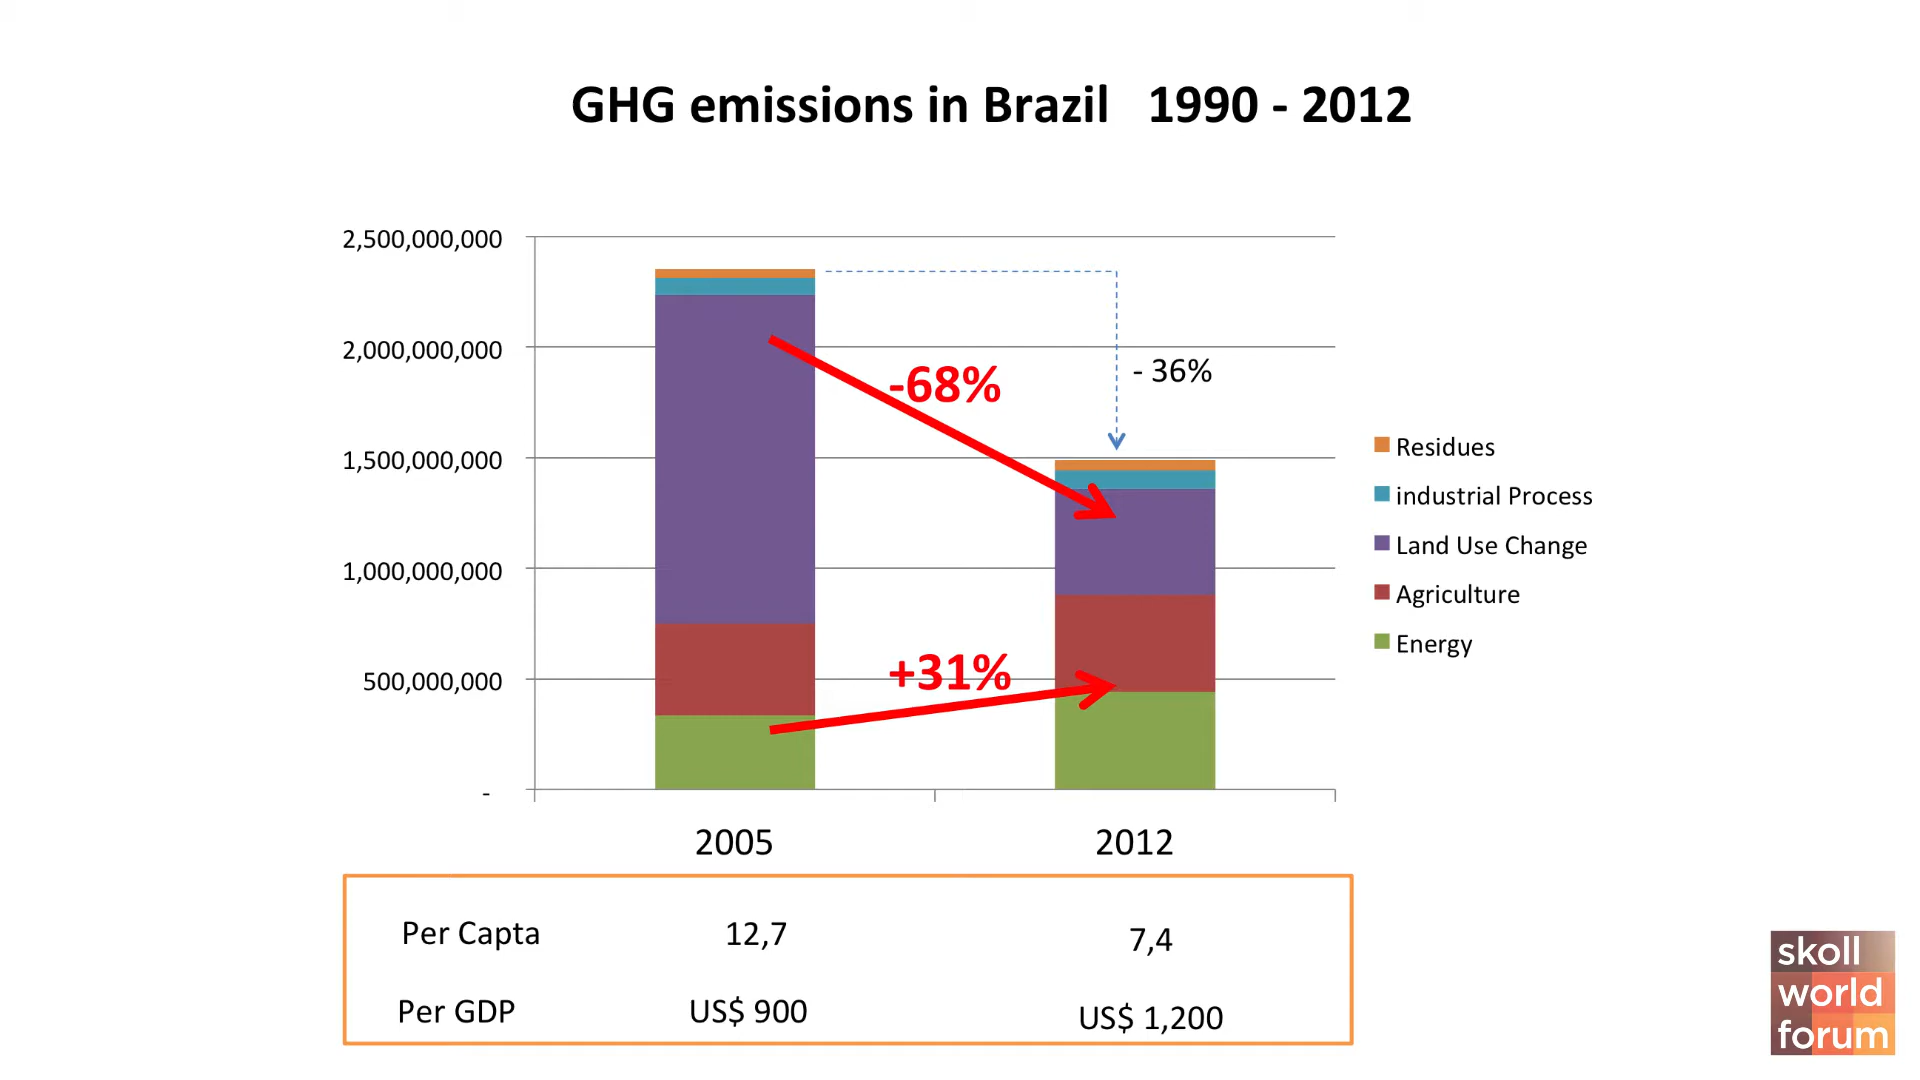 GHG emissions in Brazil 1990 - 2012
2,500,000,000
2,000,000,000
1,500,000,000
1,000,000,000
500,000,000
-
-68%
- 36%
+31%
Residues
industrial Process
Land Use Change
Agriculture
Energy
2005 2012
Per Capta 12,7 7,4
Per GDP US$ 900 US$ 1,200
skoll
world
forum